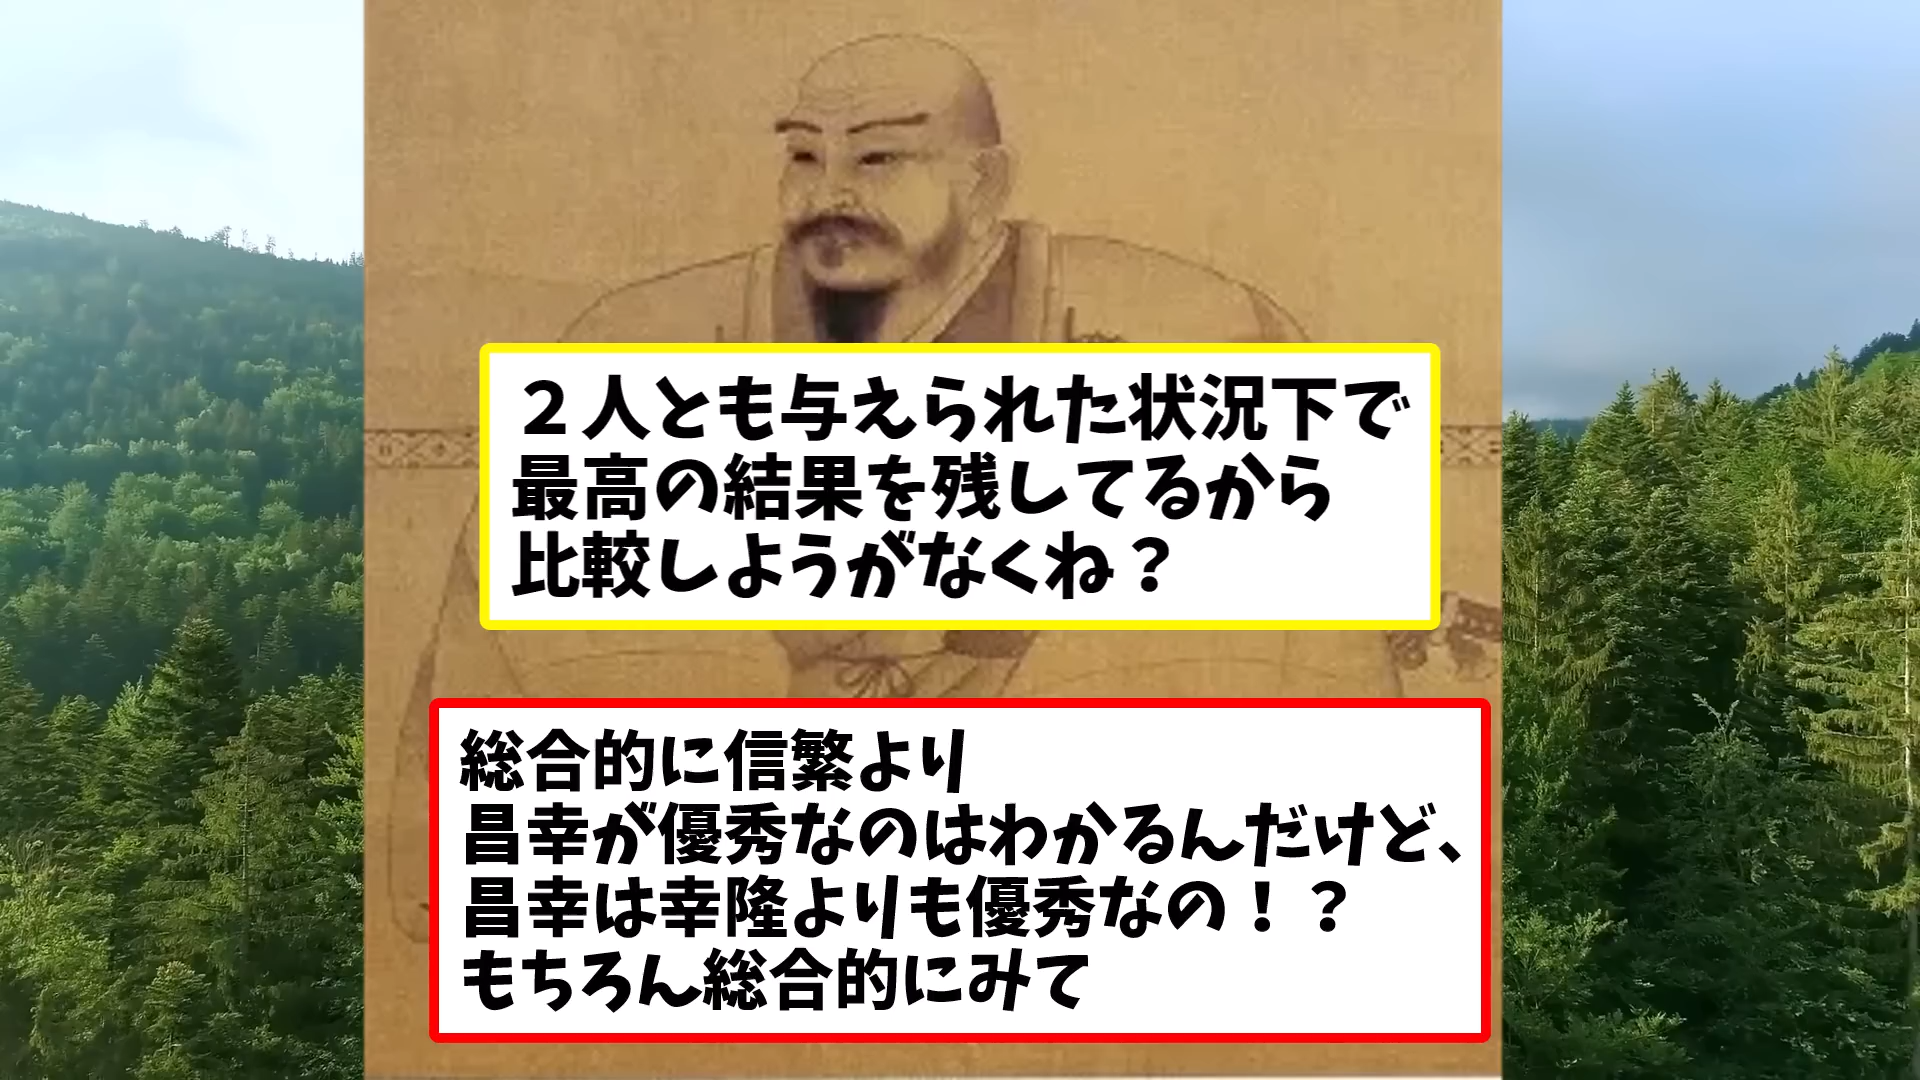 ２人とも与えられた状況下で
最高の結果を残してるから
比較しようがなくね？
総合的に信繁より
昌幸が優秀なのはわかるんだけど、
昌幸は幸隆よりも優秀なの！？
もちろん総合的にみて